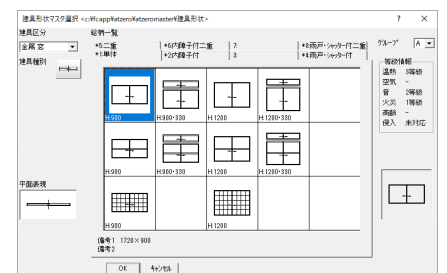 建具形状マスタ選択 <c:¥fcapp¥atzero¥atzeromaster¥建具形状>
? ×
建具区分
金属窓
建具種別
平面表現
絵柄一覧
*5:二重 *6:内障子付二重 7: *8:雨戸・シャッター付二重
*1:単体 *2:内障子付 3: *4:雨戸・シャッター付
H:900 H:900+330 H:1200 H:1200+330
H:900 H:900+330 H:1200 H:1200+330
H:900 H:1200
備考1 1720×900
備考2
グループ A
等級情報
温熱 3等級
空気 -
音 2等級
火災 1等級
高齢 -
侵入 未対応
OK キャンセル